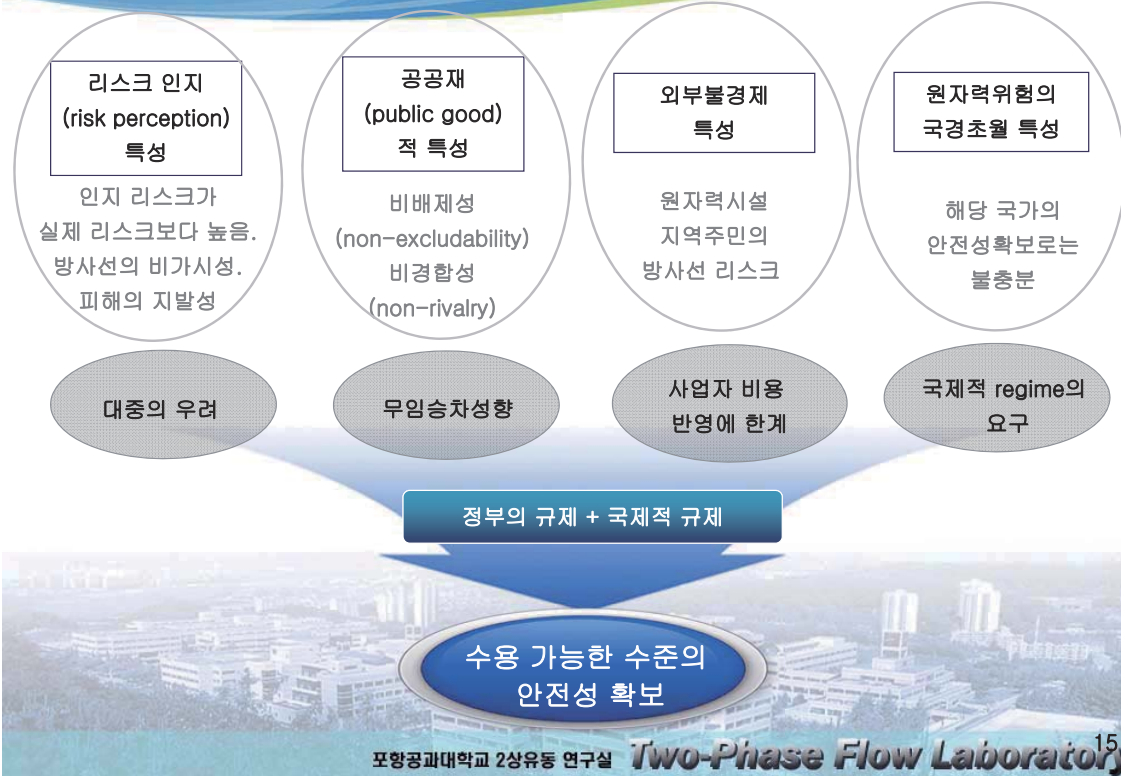 리스크 인지
(risk perception)
특성
인지 리스크가
실제 리스크보다 높음.
방사선의 비가시성.
피해의 지발성
대중의 우려
공공재
(public good)
적 특성
비배제성
(non-excludability)
비경합성
(non-rivalry)
무임승차성향
외부불경제
특성
원자력시설
지역주민의
방사선 리스크
사업자 비용
반영에 한계
원자력위험의
국경초월 특성
해당 국가의
안전성확보로는
불충분
국제적 regime의
요구
정부의 규제 + 국제적 규제
수용 가능한 수준의
안전성 확보
포항공과대학교 2상유동 연구실 Two-Phase Flow Laboratory
15